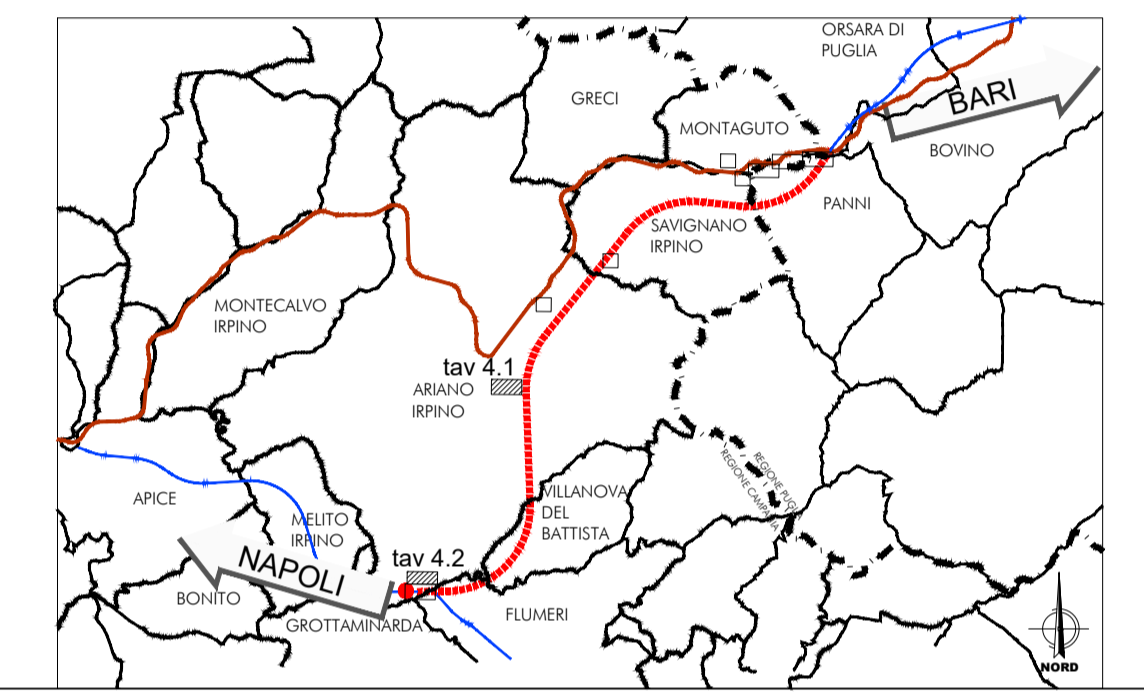 ORSARA DI
PUGLIA
GRECI
BARI
MONTAGUTO
BOVINO
PANNI
SAVIGNANO
IRPINO
MONTECALVO
IRPINO
tav 4.1
ARIANO
IRPINO
REGIONE PUGLIA
REGIONE CAMPANIA
APICE
VILLANOVA
DEL
BATTISTA
MELITO
IRPINO
NAPOLI
tav 4.2
BONITO
GROTTAMINARDA
FLUMERI
NORD